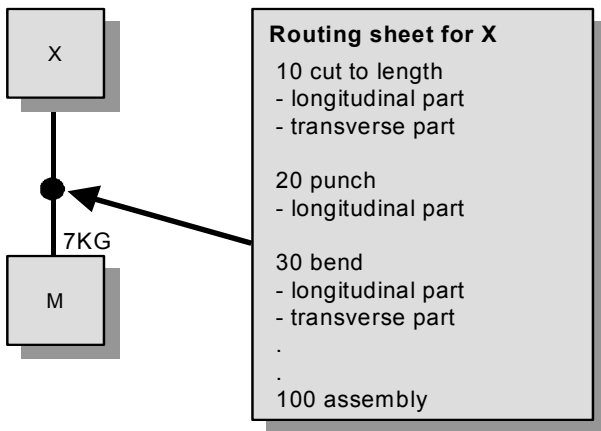 X
7KG
M
Routing sheet for X
10 cut to length
- longitudinal part
- transverse part
20 punch
- longitudinal part
30 bend
- longitudinal part
- transverse part
.
.
100 assembly